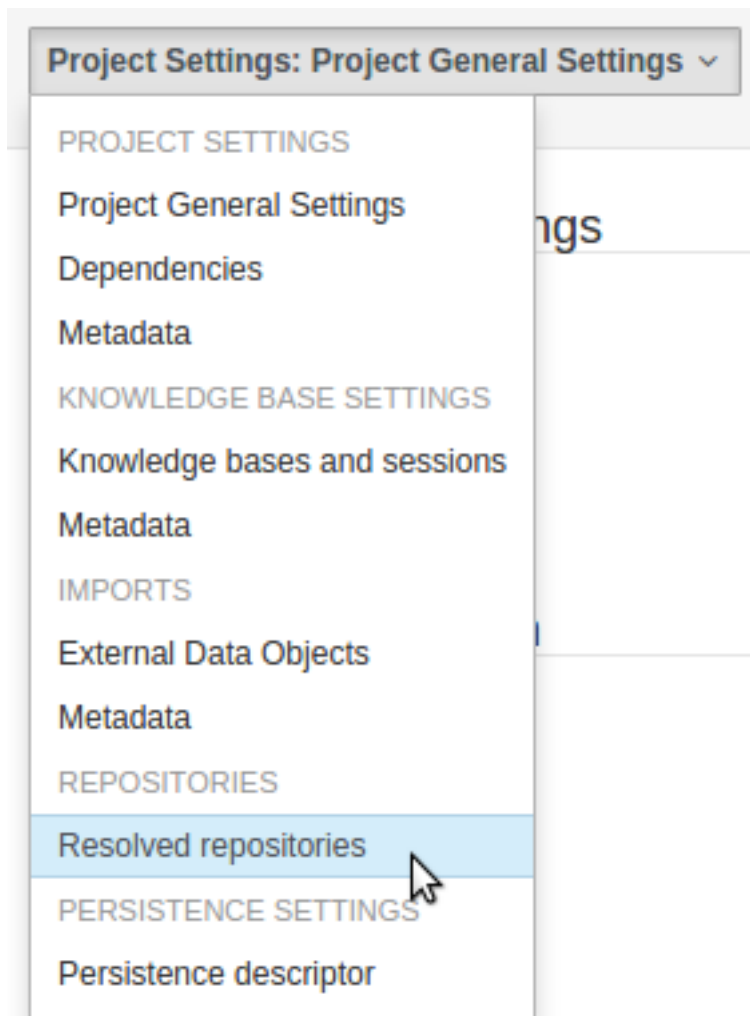 Project Settings: Project General Settings
PROJECT SETTINGS
Project General Settings
Dependencies
Metadata
KNOWLEDGE BASE SETTINGS
Knowledge bases and sessions
Metadata
IMPORTS
External Data Objects
Metadata
REPOSITORIES
Resolved repositories
PERSISTENCE SETTINGS
Persistence descriptor